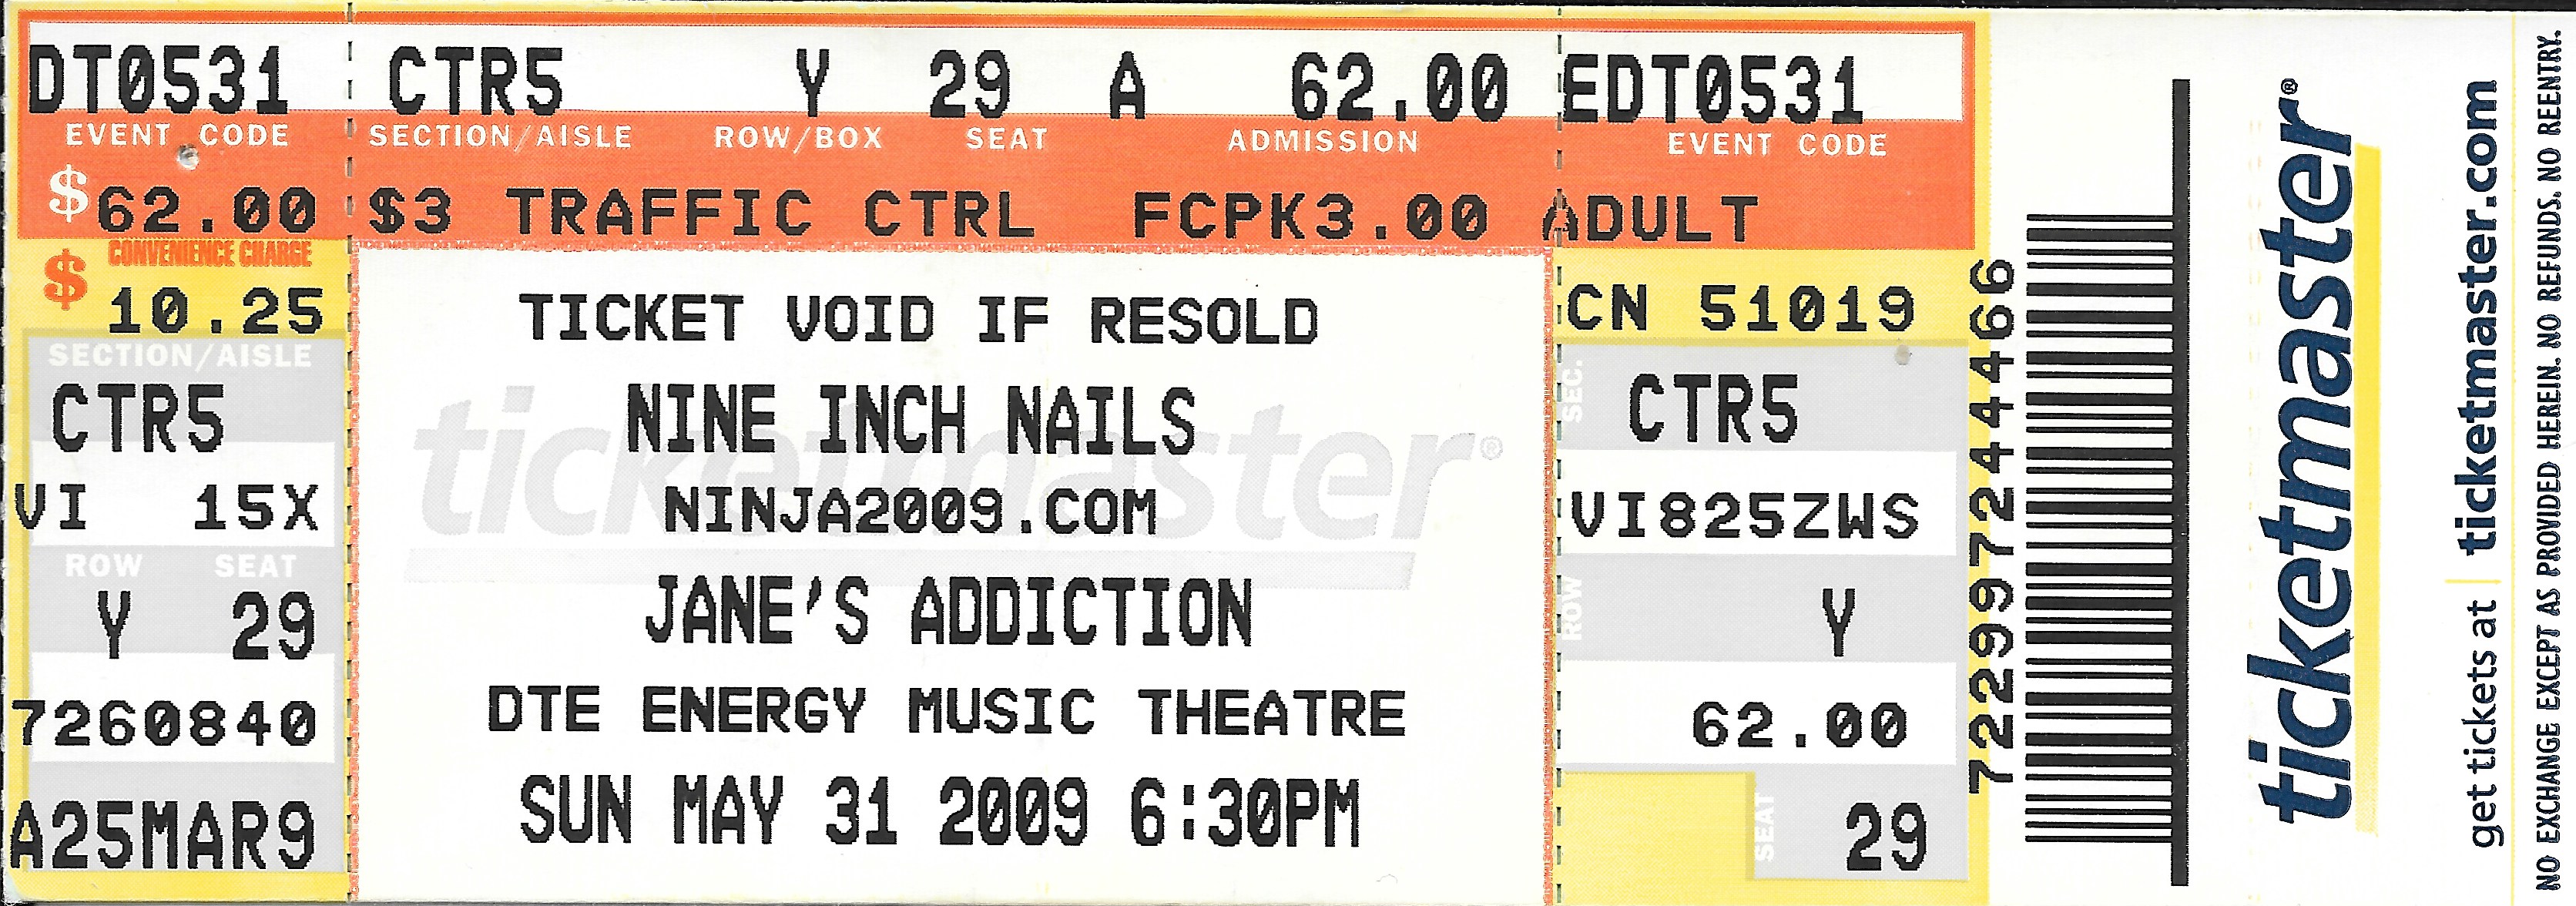 DT0531
EVENT CODE
$ 62.00
CONVENIENCE CHARGE
$ 10.25
SECTION/AISLE
CTR5
VI 15X
ROW SEAT
Y 29
7260840
A25MAR9
CTR5 Y 29 A 62.00
SECTION/AISLE ROW/BOX SEAT ADMISSION
$3 TRAFFIC CTRL FCPK3.00
TICKET VOID IF RESOLD
ticketmaster®
NINE INCH NAILS
NINJA2009.COM
JANE'S ADDICTION
DTE ENERGY MUSIC THEATRE
SUN MAY 31 2009 6:30PM
EDT0531
EVENT CODE
ADULT
CN 51019
SEC.
CTR5
VI825ZWS
ROW
Y
62.00
SEAT
29
722997244466
ticketmaster®
get tickets at | ticketmaster.com
NO EXCHANGE EXCEPT AS PROVIDED HEREIN. NO REFUNDS. NO REENTRY.